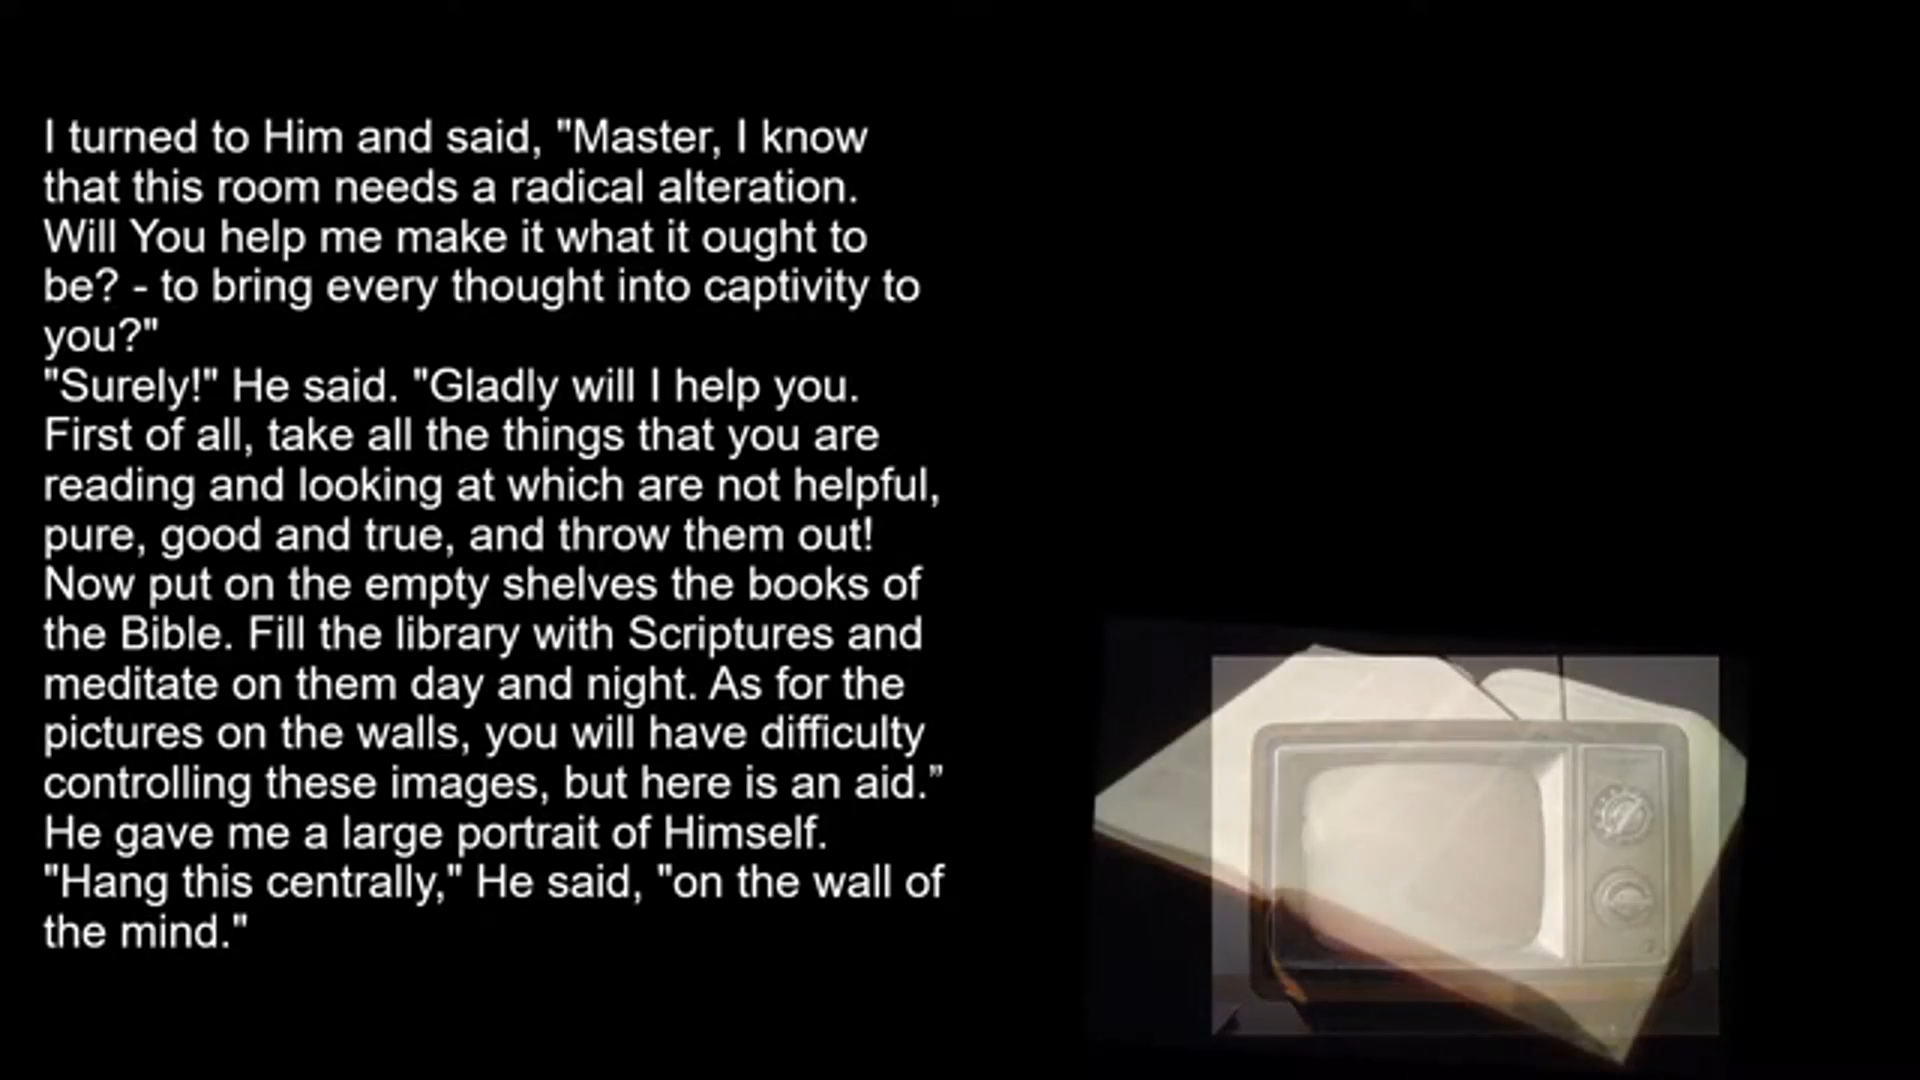 I turned to Him and said, "Master, I know
that this room needs a radical alteration.
Will You help me make it what it ought to
be? - to bring every thought into captivity to
you?"
"Surely!" He said. "Gladly will I help you.
First of all, take all the things that you are
reading and looking at which are not helpful,
pure, good and true, and throw them out!
Now put on the empty shelves the books of
the Bible. Fill the library with Scriptures and
meditate on them day and night. As for the
pictures on the walls, you will have difficulty
controlling these images, but here is an aid.”
He gave me a large portrait of Himself.
"Hang this centrally," He said, "on the wall of
the mind."